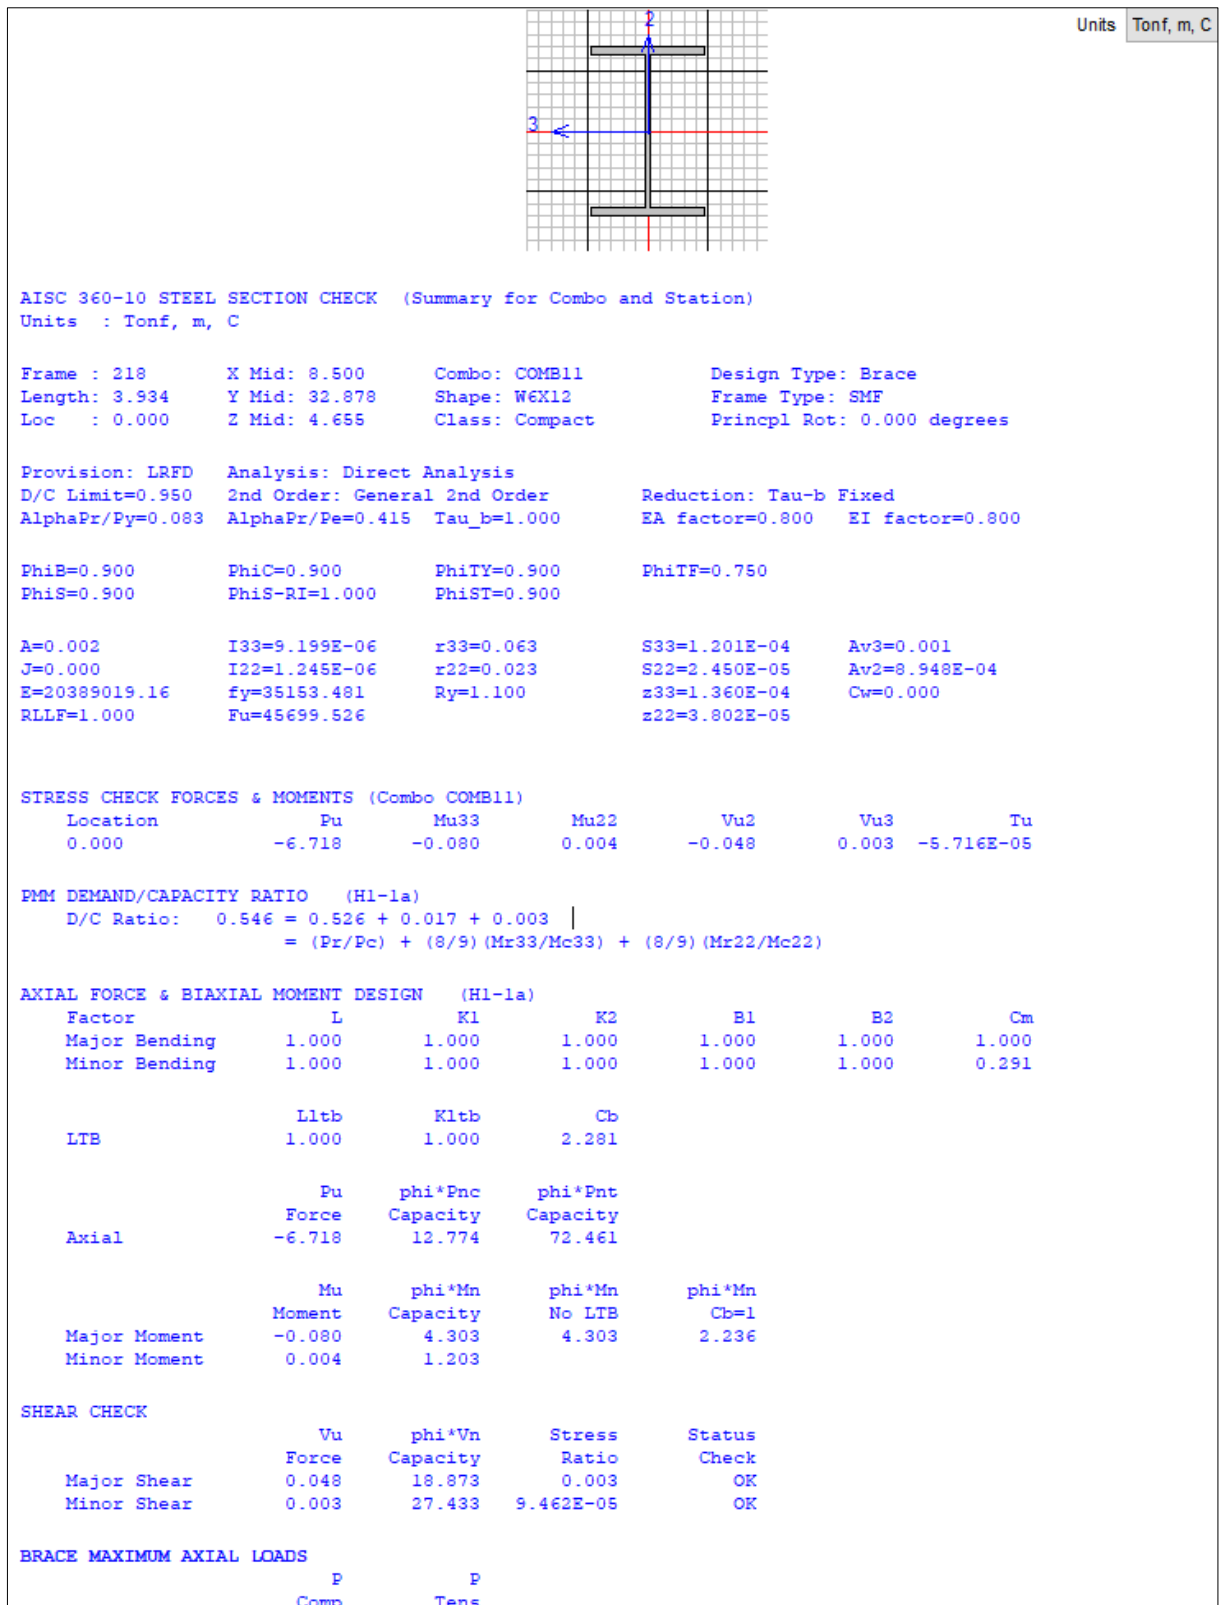 Units Tonf, m, C
2
3
AISC 360-10 STEEL SECTION CHECK (Summary for Combo and Station)
Units : Tonf, m, C
Frame : 218 X Mid: 8.500 Combo: COMB11 Design Type: Brace
Length: 3.934 Y Mid: 32.878 Shape: W6X12 Frame Type: SMF
Loc : 0.000 Z Mid: 4.655 Class: Compact Princpl Rot: 0.000 degrees
Provision: LRFD Analysis: Direct Analysis
D/C Limit=0.950 2nd Order: General 2nd Order Reduction: Tau-b Fixed
AlphaPr/Py=0.083 AlphaPr/Pe=0.415 Tau_b=1.000 EA factor=0.800 EI factor=0.800
PhiB=0.900 PhiC=0.900 PhiTY=0.900 PhiTF=0.750
PhiS=0.900 PhiS-RI=1.000 PhiST=0.900
A=0.002 I33=9.199E-06 r33=0.063 S33=1.201E-04 Av3=0.001
J=0.000 I22=1.245E-06 r22=0.023 S22=2.450E-05 Av2=8.948E-04
E=20389019.16 fy=35153.481 Ry=1.100 z33=1.360E-04 Cw=0.000
RLLF=1.000 Fu=45699.526 z22=3.802E-05
STRESS CHECK FORCES & MOMENTS (Combo COMB11)
Location Pu Mu33 Mu22 Vu2 Vu3 Tu
0.000 -6.718 -0.080 0.004 -0.048 0.003 -5.716E-05
PMM DEMAND/CAPACITY RATIO (H1-1a)
D/C Ratio: 0.546 = 0.526 + 0.017 + 0.003
= (Pr/Pc) + (8/9)(Mr33/Mc33) + (8/9)(Mr22/Mc22)
AXIAL FORCE & BIAXIAL MOMENT DESIGN (H1-1a)
Factor L K1 K2 B1 B2 Cm
Major Bending 1.000 1.000 1.000 1.000 1.000 1.000
Minor Bending 1.000 1.000 1.000 1.000 1.000 0.291
Lltb Kltb Cb
LTB 1.000 1.000 2.281
Pu phi*Pnc phi*Pnt
Force Capacity Capacity
Axial -6.718 12.774 72.461
Mu phi*Mn phi*Mn phi*Mn
Moment Capacity No LTB Cb=1
Major Moment -0.080 4.303 4.303 2.236
Minor Moment 0.004 1.203
SHEAR CHECK
Vu phi*Vn Stress Status
Force Capacity Ratio Check
Major Shear 0.048 18.873 0.003 OK
Minor Shear 0.003 27.433 9.462E-05 OK
BRACE MAXIMUM AXIAL LOADS
P P
Comp Tens